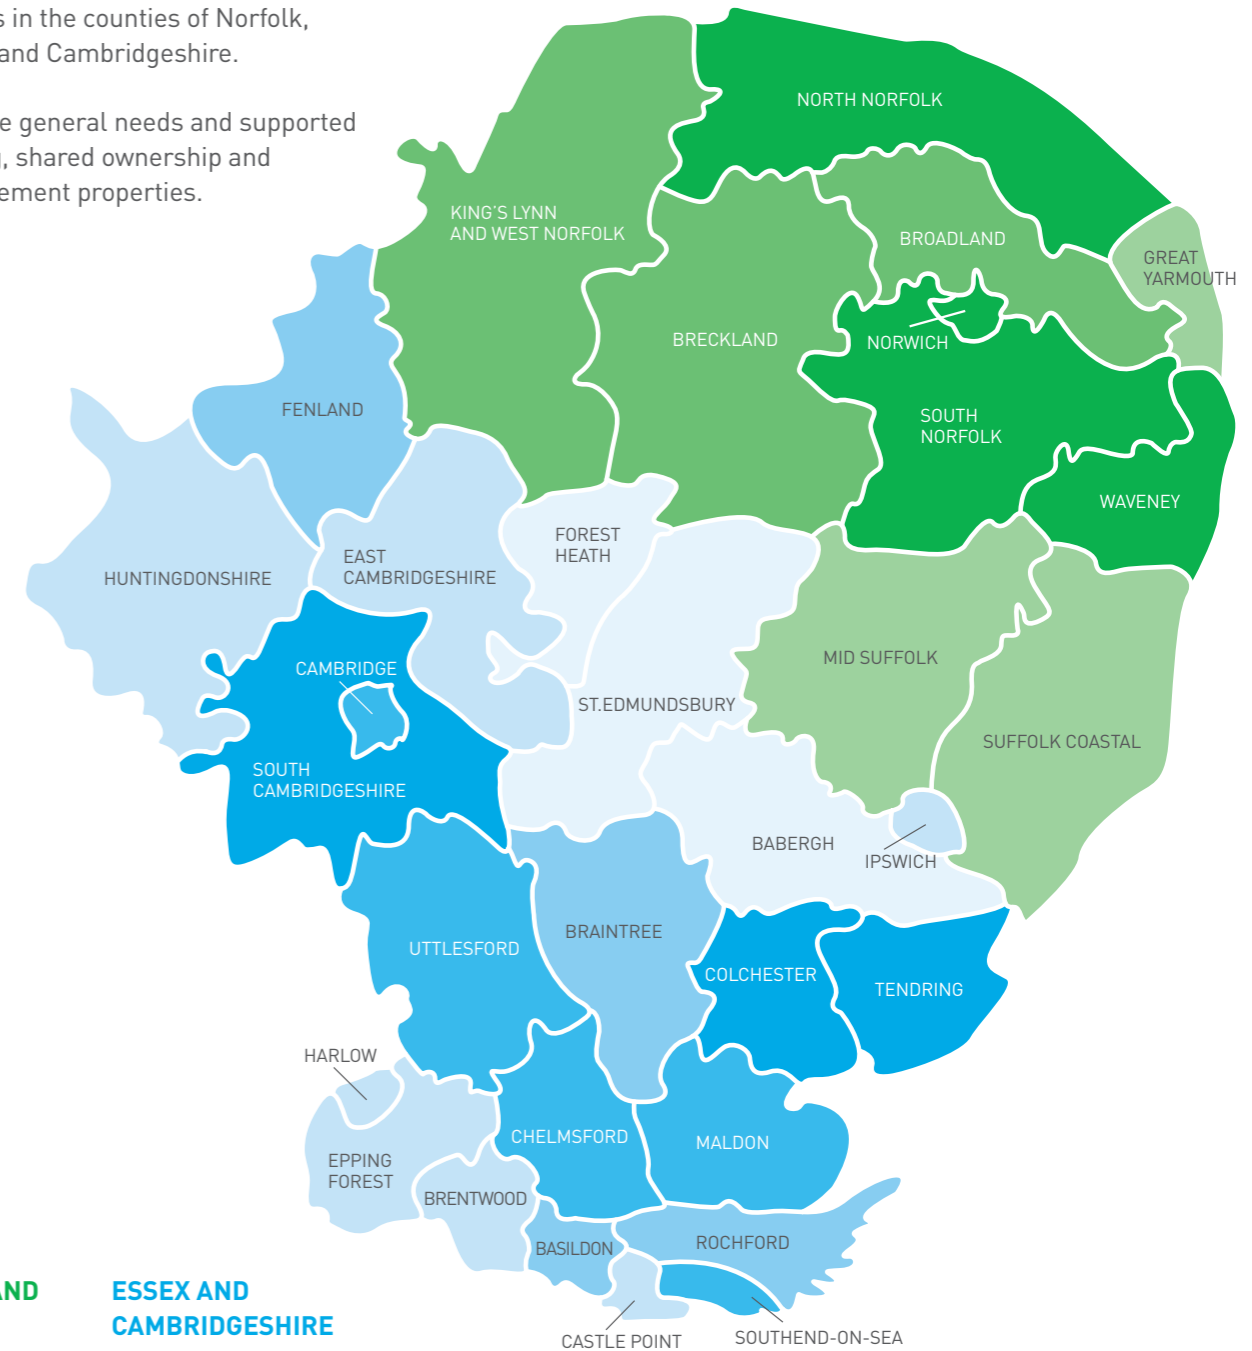 in the counties of Norfolk,
and Cambridgeshire.
general needs and supported
shared ownership and
properties.
NORTH NORFOLK
KING'S LYNN
AND WEST NORFOLK
BROADLAND
GREAT
YARMOUTH
BRECKLAND
NORWICH
FENLAND
SOUTH
NORFOLK
WAVENEY
FOREST
HEATH
EAST
CAMBRIDGESHIRE
HUNTINGDONSHIRE
CAMBRIDGE
MID SUFFOLK
ST.EDMUNDSBURY
SUFFOLK COASTAL
SOUTH
CAMBRIDGESHIRE
BABERGH
IPSWICH
BRAINTREE
UTTLESFORD
COLCHESTER
TENDRING
HARLOW
CHELMSFORD
MALDON
EPPING
FOREST
BRENTWOOD
BASILDON
ROCHFORD
CASTLE POINT
SOUTHEND-ON-SEA
AND
ESSEX AND
CAMBRIDGESHIRE